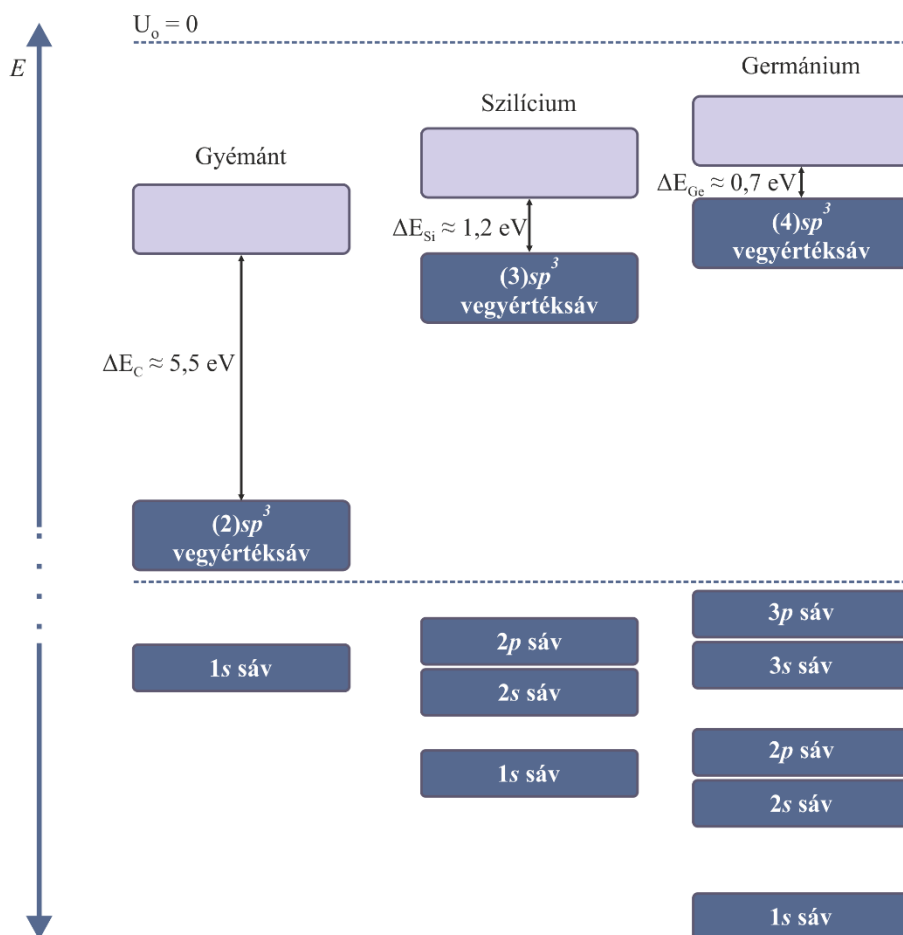 U₀ = 0
E
Gyémánt
ΔE_C ≈ 5,5 eV
(2)sp³
vegyértéksáv
1s sáv
Szilícium
ΔE_Si ≈ 1,2 eV
(3)sp³
vegyértéksáv
2p sáv
2s sáv
1s sáv
Germánium
ΔE_Ge ≈ 0,7 eV
(4)sp³
vegyértéksáv
3p sáv
3s sáv
2p sáv
2s sáv
1s sáv